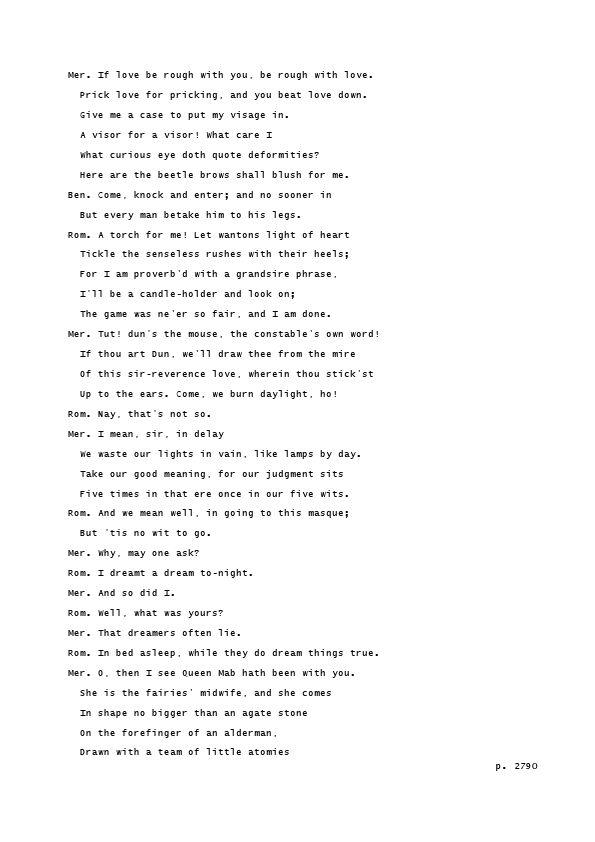 Mer. If love be rough with you, be rough with love.
Prick love for pricking, and you beat love down.
Give me a case to put my visage in.
A visor for a visor! What care I
What curious eye doth quote deformities?
Here are the beetle brows shall blush for me.
Ben. Come, knock and enter; and no sooner in
But every man betake him to his legs.
Rom. A torch for me! Let wantons light of heart
Tickle the senseless rushes with their heels;
For I am proverb'd with a grandsire phrase,
I'll be a candle-holder and look on;
The game was ne'er so fair, and I am done.
Mer. Tut! dun's the mouse, the constable's own word!
If thou art Dun, we'll draw thee from the mire
Of this sir-reverence love, wherein thou stick'st
Up to the ears. Come, we burn daylight, ho!
Rom. Nay, that's not so.
Mer. I mean, sir, in delay
We waste our lights in vain, like lamps by day.
Take our good meaning, for our judgment sits
Five times in that ere once in our five wits.
Rom. And we mean well, in going to this masque;
But 'tis no wit to go.
Mer. Why, may one ask?
Rom. I dreamt a dream to-night.
Mer. And so did I.
Rom. Well, what was yours?
Mer. That dreamers often lie.
Rom. In bed asleep, while they do dream things true.
Mer. O, then I see Queen Mab hath been with you.
She is the fairies' midwife, and she comes
In shape no bigger than an agate stone
On the forefinger of an alderman,
Drawn with a team of little atomies
p. 2790